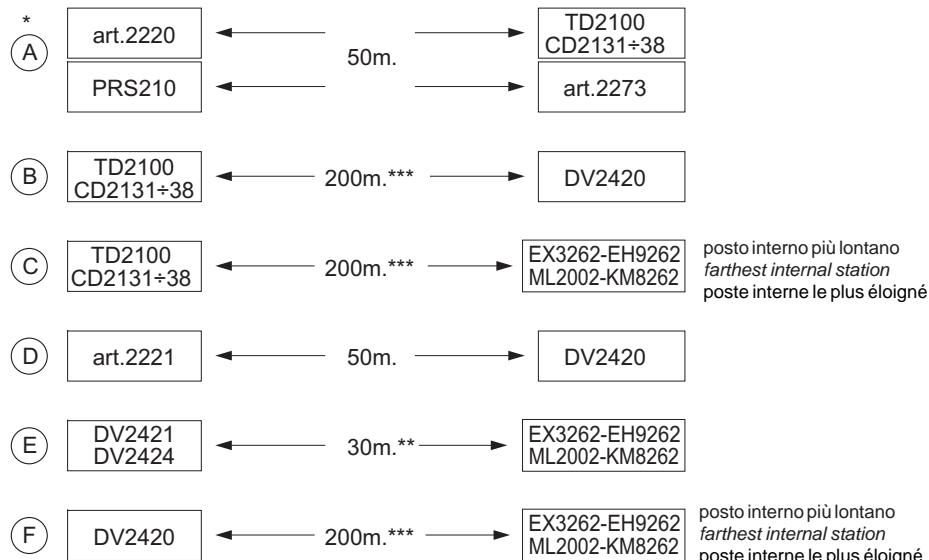 *
A
art.2220
50m.
TD2100
CD2131÷38
PRS210
art.2273
B
TD2100
CD2131÷38
200m.***
DV2420
C
TD2100
CD2131÷38
200m.***
EX3262-EH9262
ML2002-KM8262
posto interno più lontano
farthest internal station
poste interne le plus éloigné
D
art.2221
50m.
DV2420
E
DV2421
DV2424
30m.**
EX3262-EH9262
ML2002-KM8262
F
DV2420
200m.***
EX3262-EH9262
ML2002-KM8262
posto interno più lontano
farthest internal station
poste interne le plus éloigné